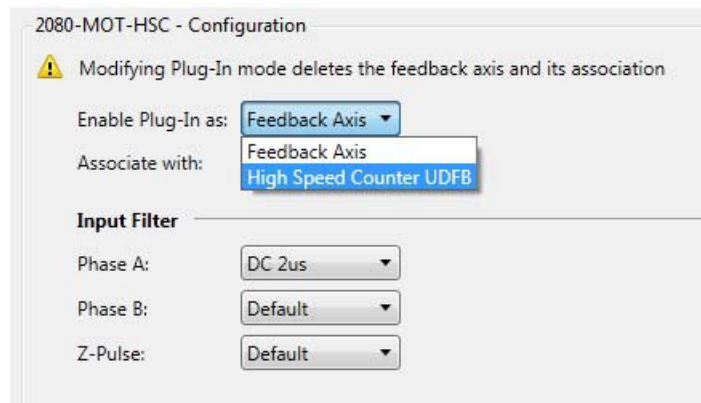 2080-MOT-HSC - Configuration
Modifying Plug-In mode deletes the feedback axis and its association
Enable Plug-In as: Feedback Axis
Feedback Axis
Associate with:
High Speed Counter UDFB
Input Filter
Phase A: DC 2us
Phase B: Default
Z-Pulse: Default